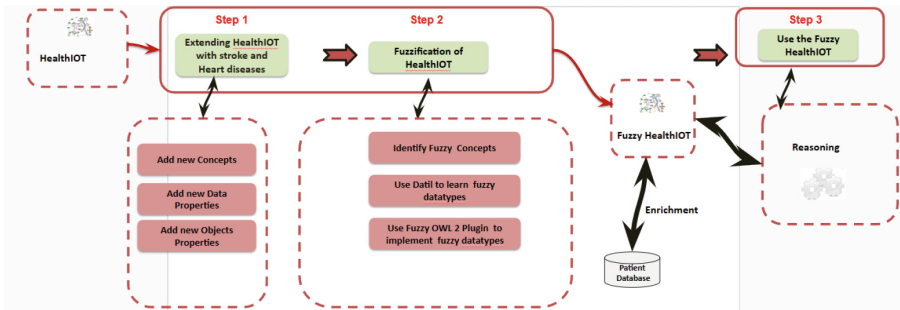 HealthIOT
Step 1
Extending HealthIOT
with stroke and
Heart diseases
Add new Concepts
Add new Data
Properties
Add new Objects
Properties
Step 2
Fuzzification of
HealthIOT
Identify Fuzzy Concepts
Use Datil to learn fuzzy
datatypes
Use Fuzzy OWL 2 Plugin to
implement fuzzy datatypes
Fuzzy HealthIOT
Enrichment
Patient
Database
Step 3
Use the Fuzzy
HealthIOT
Reasoning